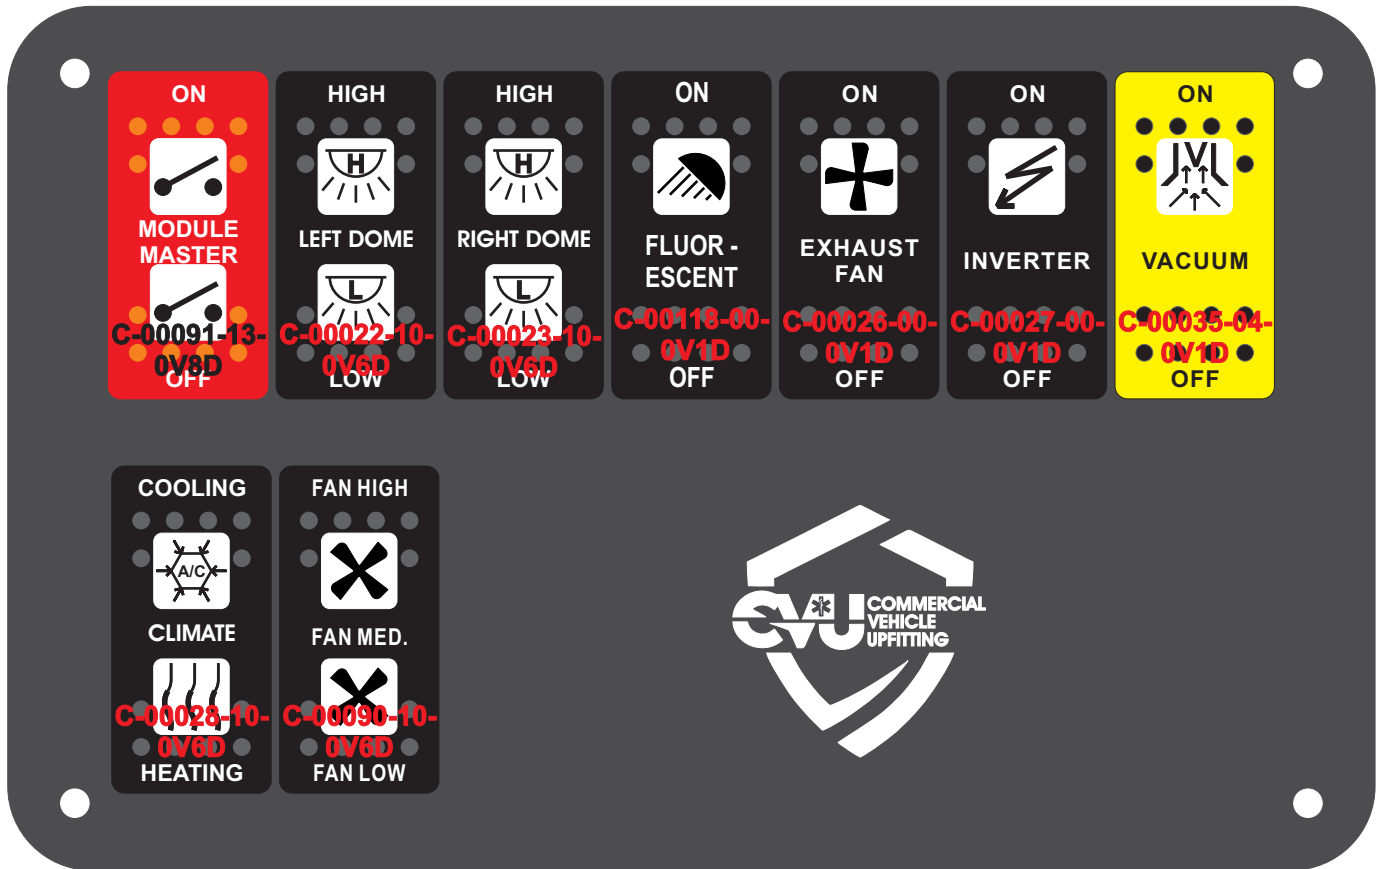 ON
MODULE
MASTER
C-00091-13-
0V8D
OFF
HIGH
H
LEFT DOME
L
C-00022-10-
0V6D
LOW
HIGH
H
RIGHT DOME
L
C-00023-10-
0V6D
LOW
ON
FLUOR -
ESCENT
C-00118-00-
0V1D
OFF
ON
EXHAUST
FAN
C-00026-00-
0V1D
OFF
ON
INVERTER
C-00027-00-
0V1D
OFF
ON
VACUUM
C-00035-04-
0V1D
OFF
COOLING
A/C
CLIMATE
C-00028-10-
0V6D
HEATING
FAN HIGH
FAN MED.
C-00090-10-
0V6D
FAN LOW
CVU
COMMERCIAL
VEHICLE
UPFITTING